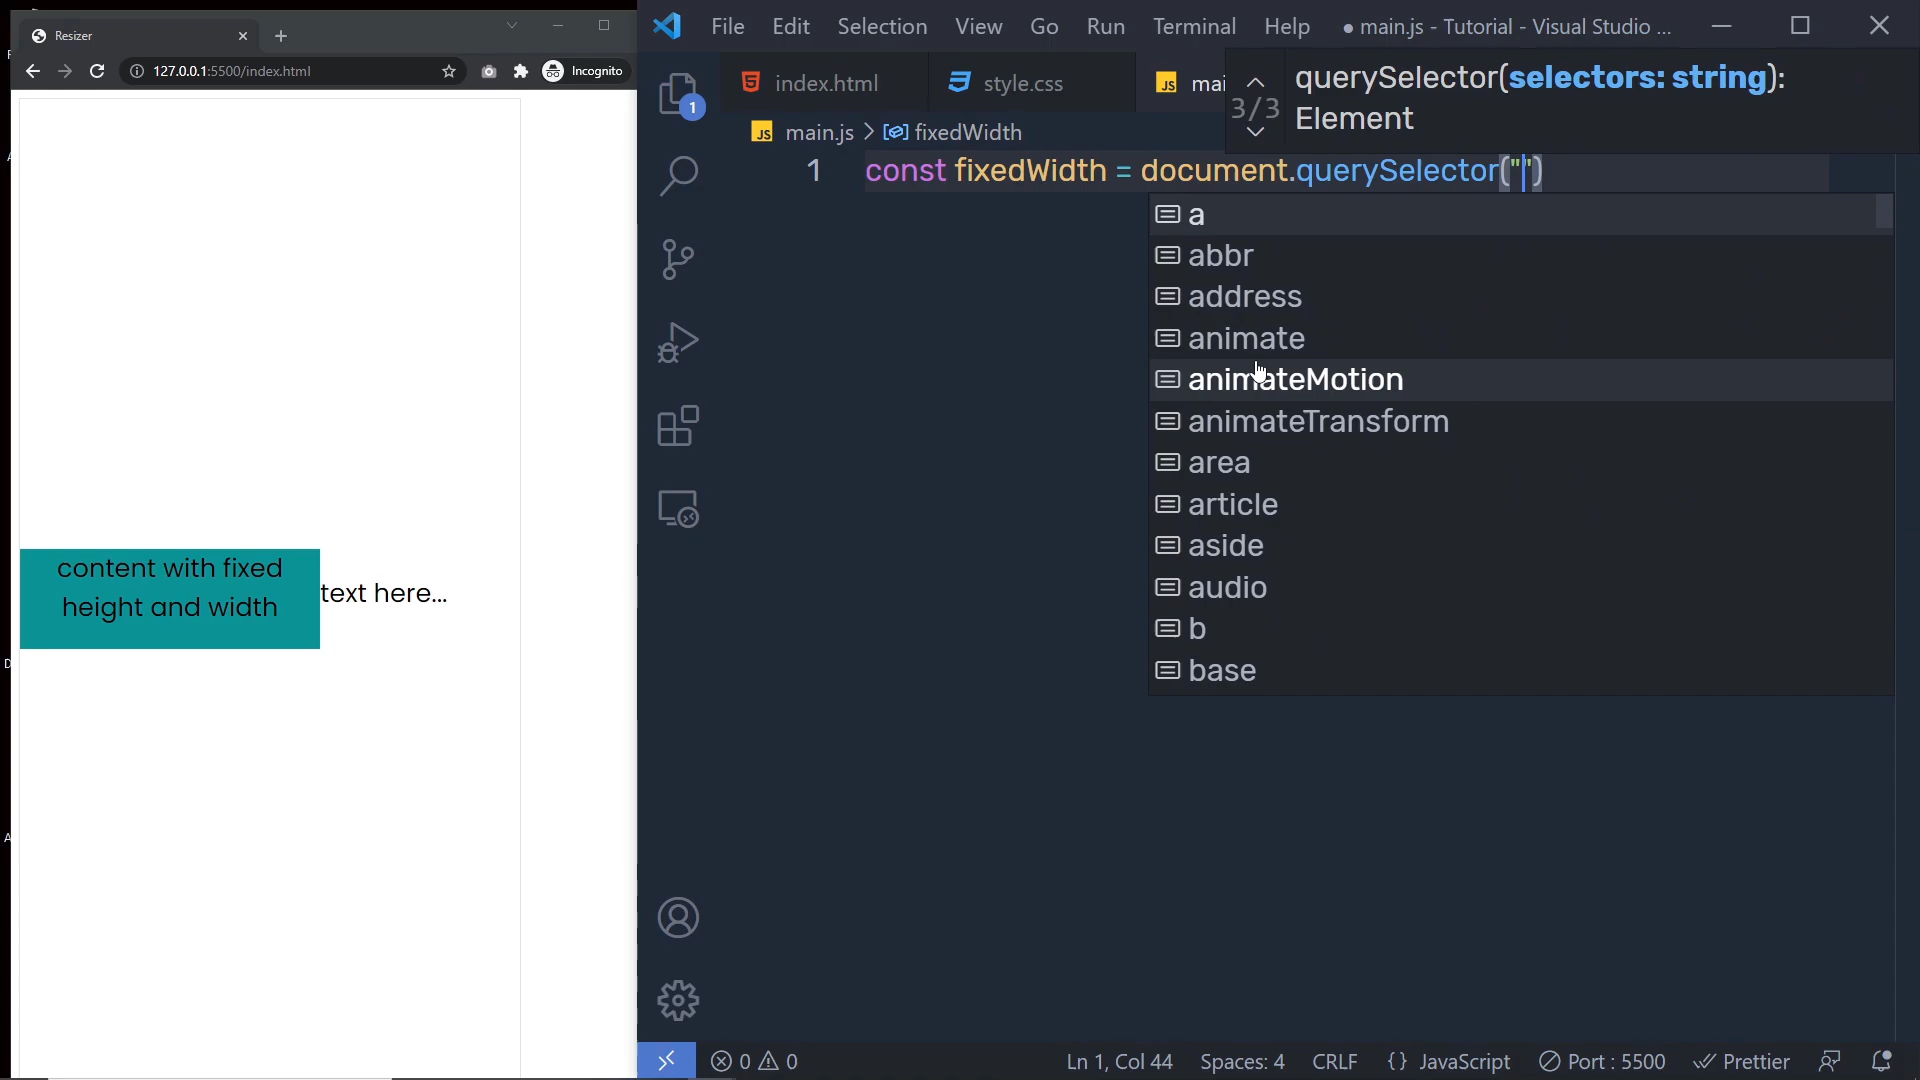 Resizer
127.0.0.1:5500/index.html
Incognito
content with fixed
height and width
text here...
File Edit Selection View Go Run Terminal Help
● main.js - Tutorial - Visual Studio ...
1
index.html
style.css
JS
3/3
querySelector(selectors: string):
Element
JS main.js > fixedWidth
1 const fixedWidth = document.querySelector("")
a
abbr
address
animate
animateMotion
animateTransform
area
article
aside
audio
b
base
0 0
Ln 1, Col 44
Spaces: 4
CRLF
{} JavaScript
Port : 5500
Prettier